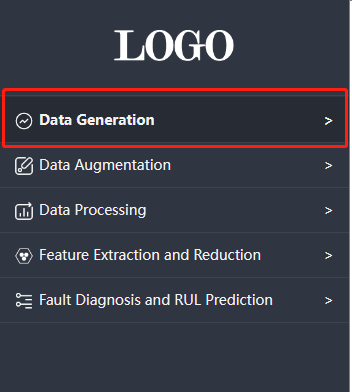 LOGO
Data Generation >
Data Augmentation >
Data Processing >
Feature Extraction and Reduction >
Fault Diagnosis and RUL Prediction >